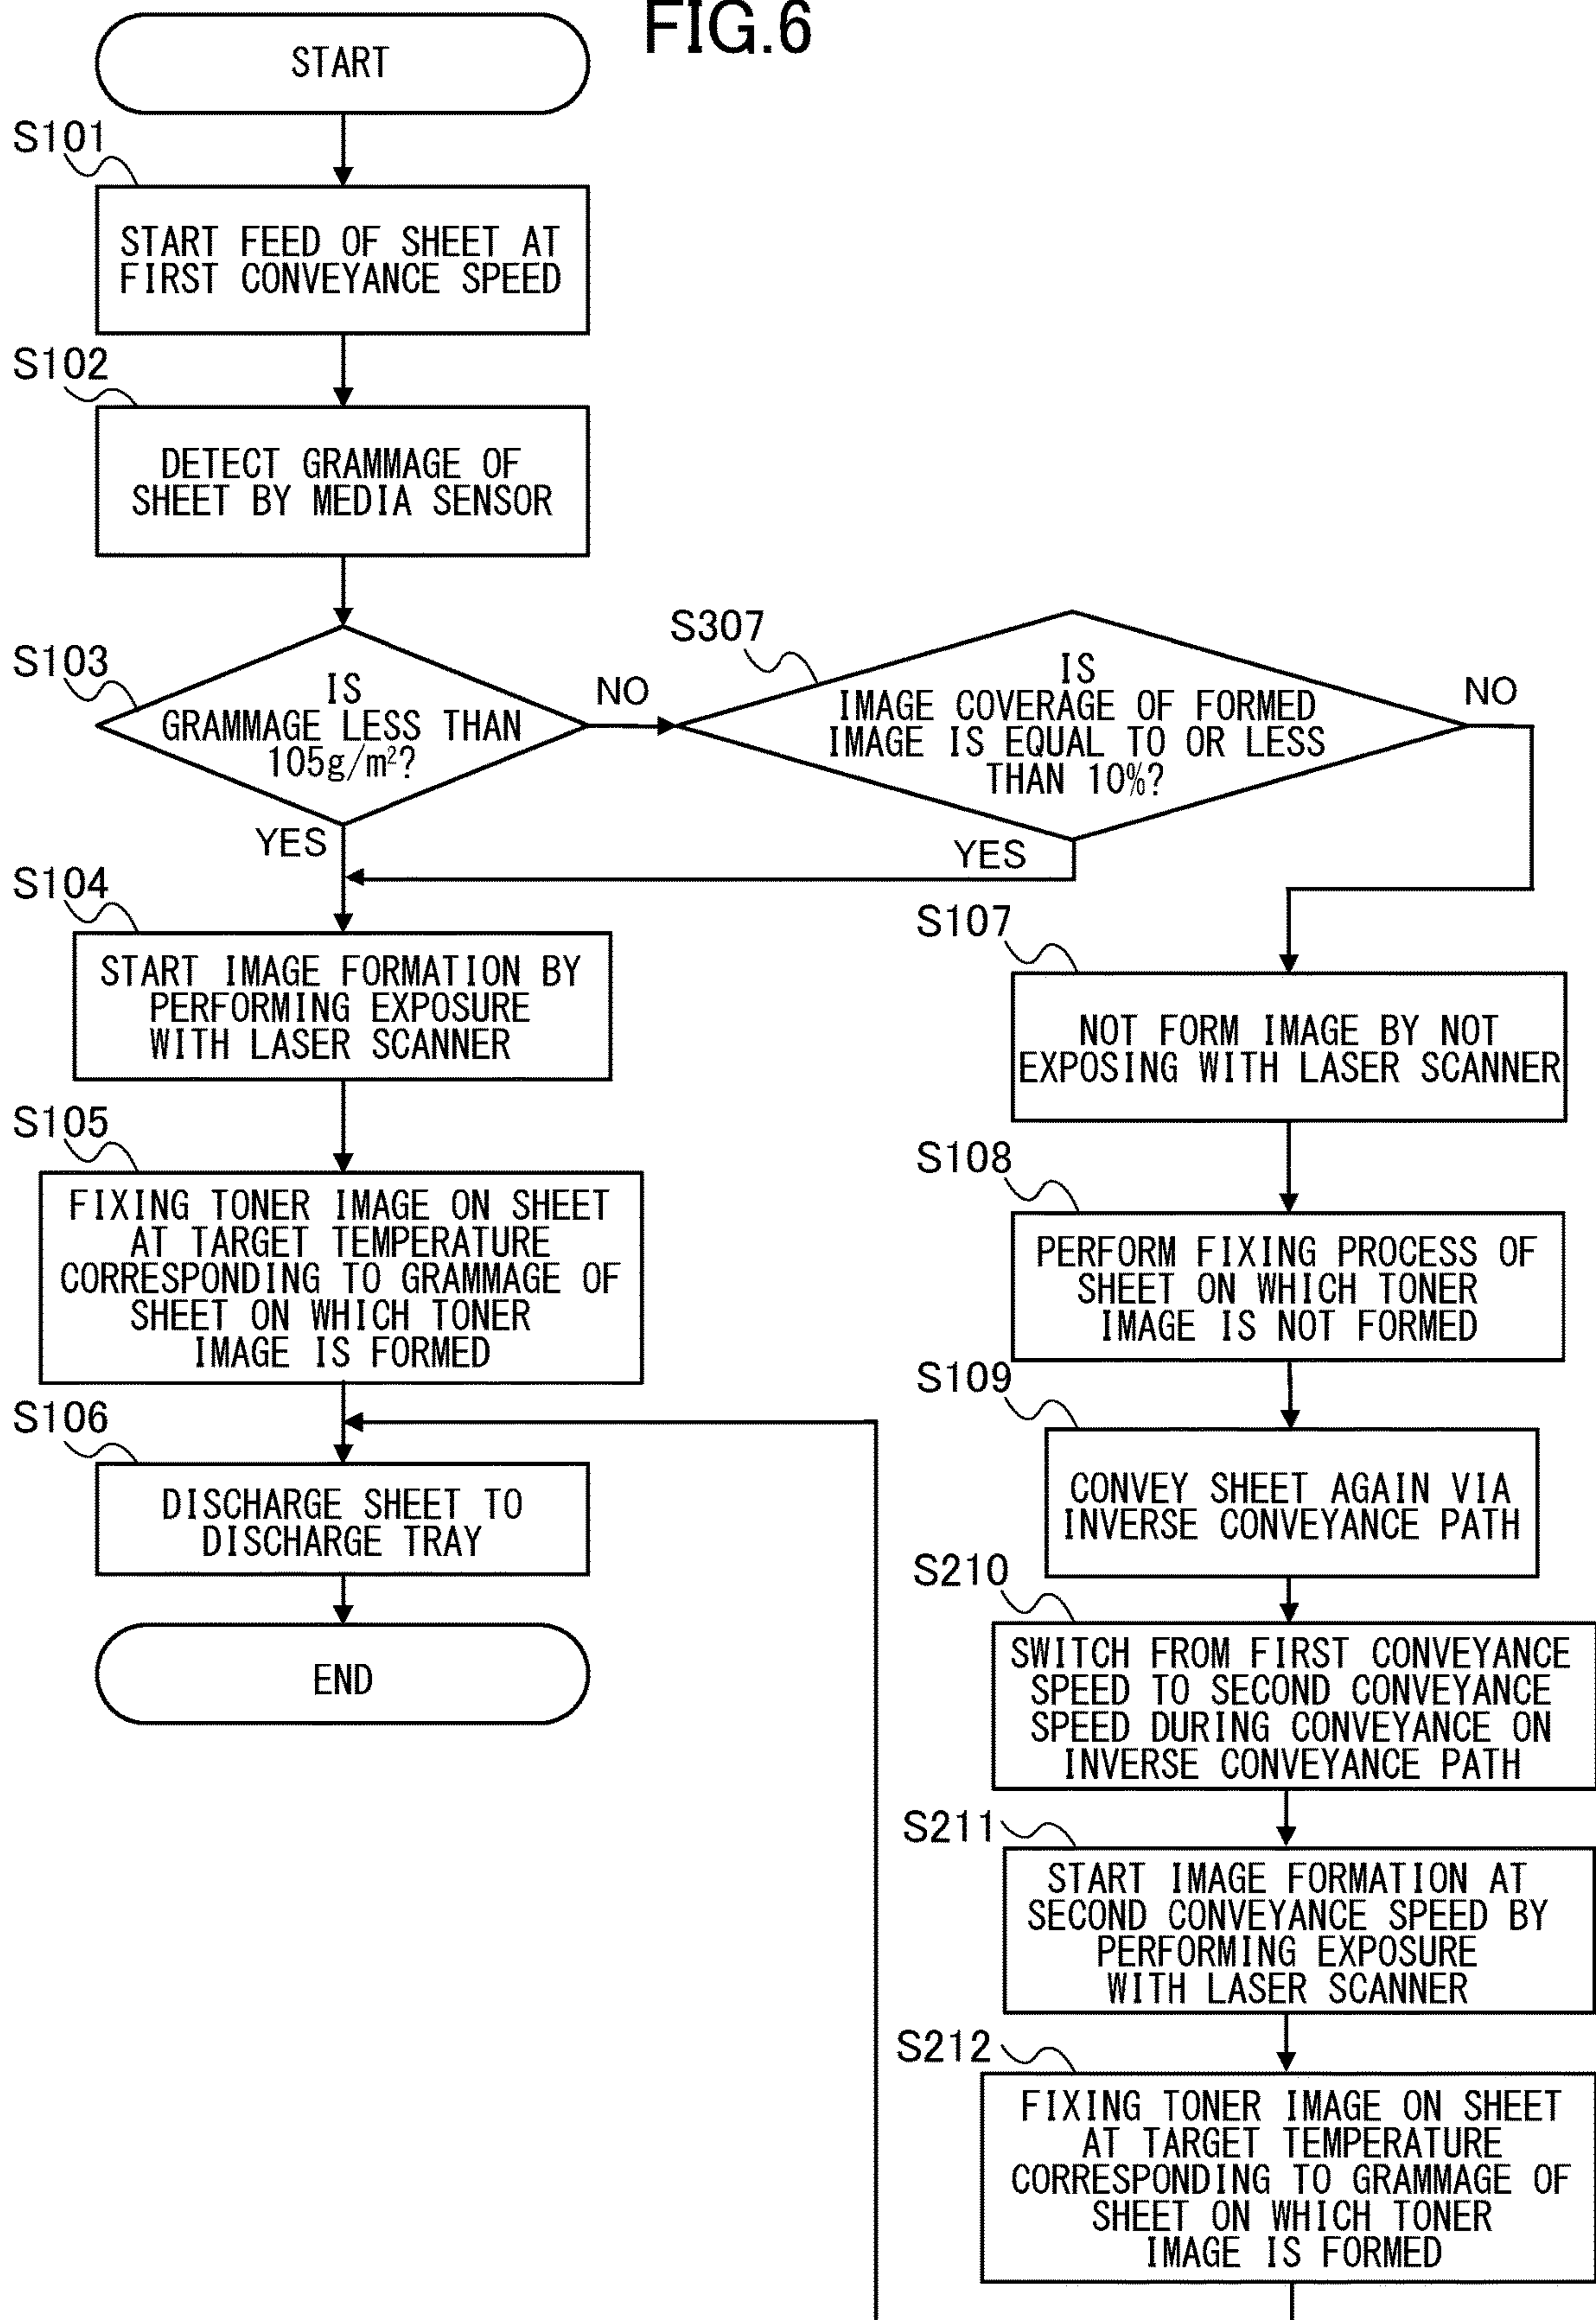 FIG.6
START
S101
START FEED OF SHEET AT
FIRST CONVEYANCE SPEED
S102
DETECT GRAMMAGE OF
SHEET BY MEDIA SENSOR
S103
IS
GRAMMAGE LESS THAN
105g/m²?
NO
YES
S307
IS
IMAGE COVERAGE OF FORMED
IMAGE IS EQUAL TO OR LESS
THAN 10%?
NO
YES
S104
START IMAGE FORMATION BY
PERFORMING EXPOSURE
WITH LASER SCANNER
S105
FIXING TONER IMAGE ON SHEET
AT TARGET TEMPERATURE
CORRESPONDING TO GRAMMAGE OF
SHEET ON WHICH TONER
IMAGE IS FORMED
S106
DISCHARGE SHEET TO
DISCHARGE TRAY
END
S107
NOT FORM IMAGE BY NOT
EXPOSING WITH LASER SCANNER
S108
PERFORM FIXING PROCESS OF
SHEET ON WHICH TONER
IMAGE IS NOT FORMED
S109
CONVEY SHEET AGAIN VIA
INVERSE CONVEYANCE PATH
S210
SWITCH FROM FIRST CONVEYANCE
SPEED TO SECOND CONVEYANCE
SPEED DURING CONVEYANCE ON
INVERSE CONVEYANCE PATH
S211
START IMAGE FORMATION AT
SECOND CONVEYANCE SPEED BY
PERFORMING EXPOSURE
WITH LASER SCANNER
S212
FIXING TONER IMAGE ON SHEET
AT TARGET TEMPERATURE
CORRESPONDING TO GRAMMAGE OF
SHEET ON WHICH TONER
IMAGE IS FORMED